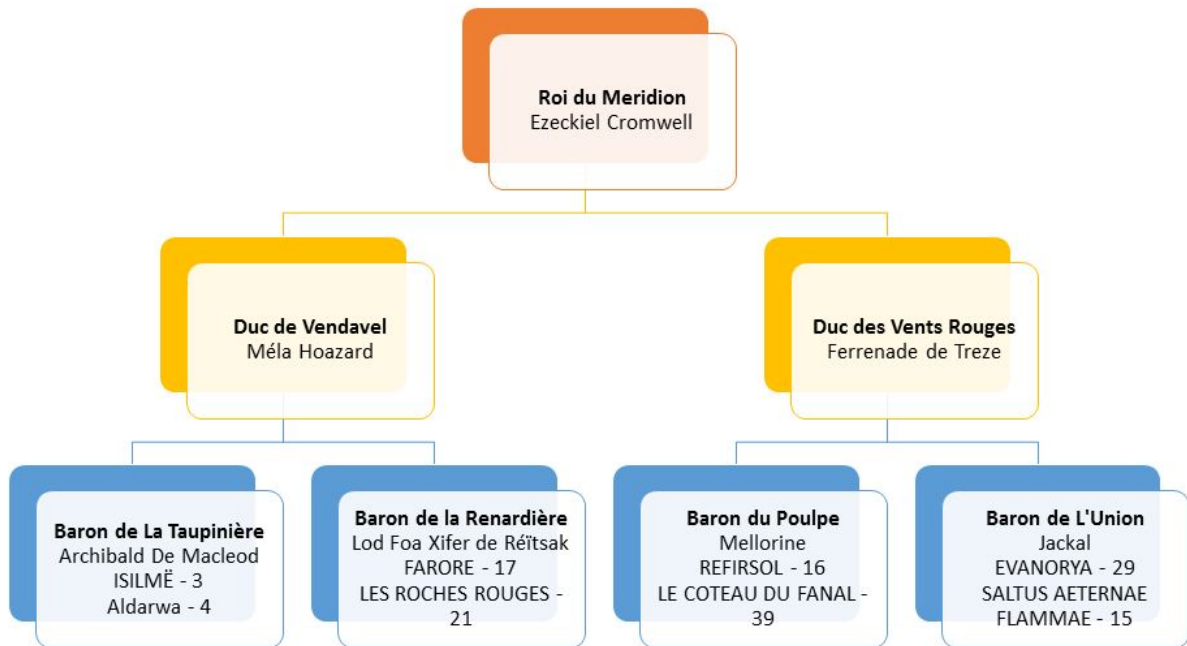 Roi du Meridion
Ezeckiel Cromwell
Duc de Vendavel
Méla Hoazard
Duc des Vents Rouges
Ferrenade de Treze
Baron de La Taupinière
Archibald De Macleod
ISILMË - 3
Aldarwa - 4
Baron de la Renardière
Lod Foa Xifer de Réïtsak
FARORE - 17
LES ROCHES ROUGES -
21
Baron du Poulpe
Mellorine
REFIRSOL - 16
LE COTEAU DU FANAL -
39
Baron de L'Union
Jackal
EVANORYA - 29
SALTUS AETERNAE
FLAMMAE - 15